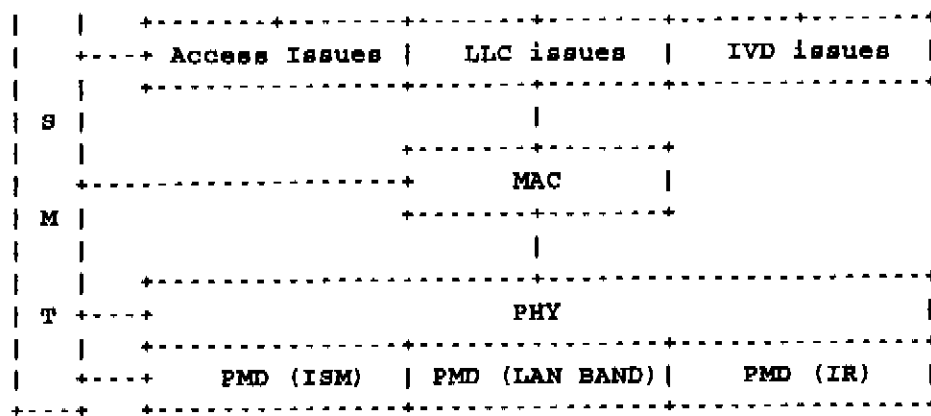 Access Issues | LLC issues | IVD issues
S
MAC
M
T PHY
PMD (ISM) | PMD (LAN BAND) | PMD (IR)